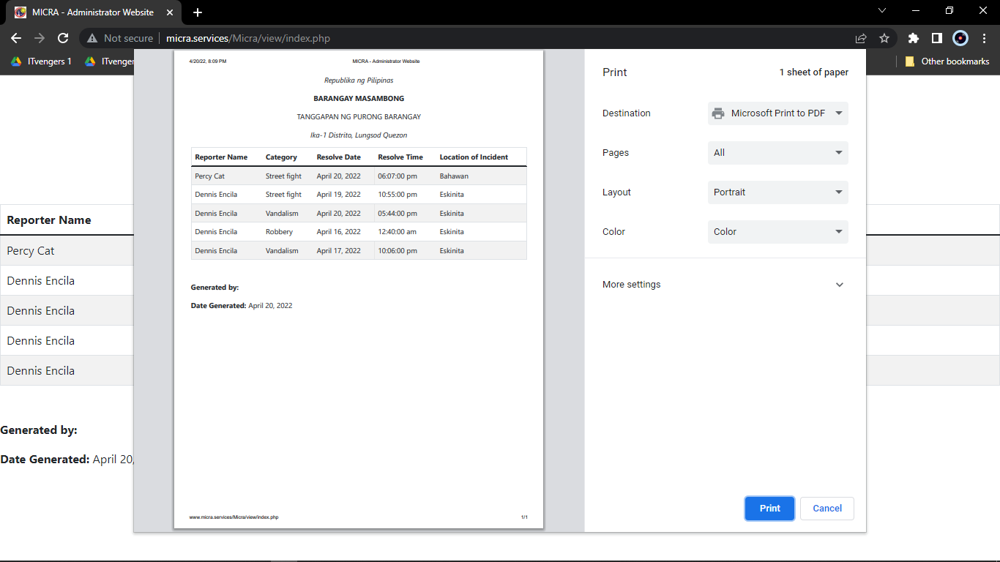 MICRA - Administrator Website
Not secure micra.services/Micra/view/index.php
ITvengers 1
Other bookmarks
Reporter Name
Percy Cat
Dennis Encila
Dennis Encila
Dennis Encila
Dennis Encila
Generated by:
Date Generated: April 20,
4/20/22, 8:09 PM MICRA - Administrator Website
Republika ng Pilipinas
BARANGAY MASAMBONG
TANGGAPAN NG PURONG BARANGAY
Ika-1 Distrito, Lungsod Quezon
Reporter Name Category Resolve Date Resolve Time Location of Incident
Percy Cat Street fight April 20, 2022 06:07:00 pm Bahawan
Dennis Encila Street fight April 19, 2022 10:55:00 pm Eskinita
Dennis Encila Vandalism April 20, 2022 05:44:00 pm Eskinita
Dennis Encila Robbery April 16, 2022 12:40:00 am Eskinita
Dennis Encila Vandalism April 17, 2022 10:06:00 pm Eskinita
Generated by:
Date Generated: April 20, 2022
www.micra.services/Micra/view/index.php 1/1
Print 1 sheet of paper
Destination Microsoft Print to PDF
Pages All
Layout Portrait
Color Color
More settings
Print Cancel